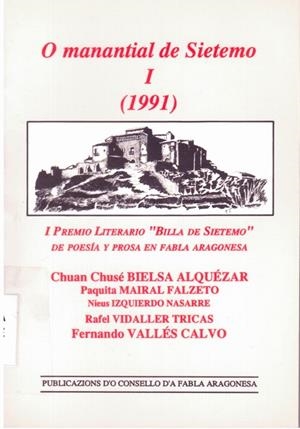 O manantial de Sietemo
I
(1991)
I PREMIO LITERARIO "BILLA DE SIETEMO"
DE POESÍA Y PROSA EN FABLA ARAGONESA
Chuan Chusé BIELSA ALQUÉZAR
Paquita MAIRAL FALZETO
Nieus IZQUIERDO NASARRE
Rafel VIDALLER TRICAS
Fernando VALLÉS CALVO
PUBLICAZIONS D'O CONSELLO D'A FABLA ARAGONESA